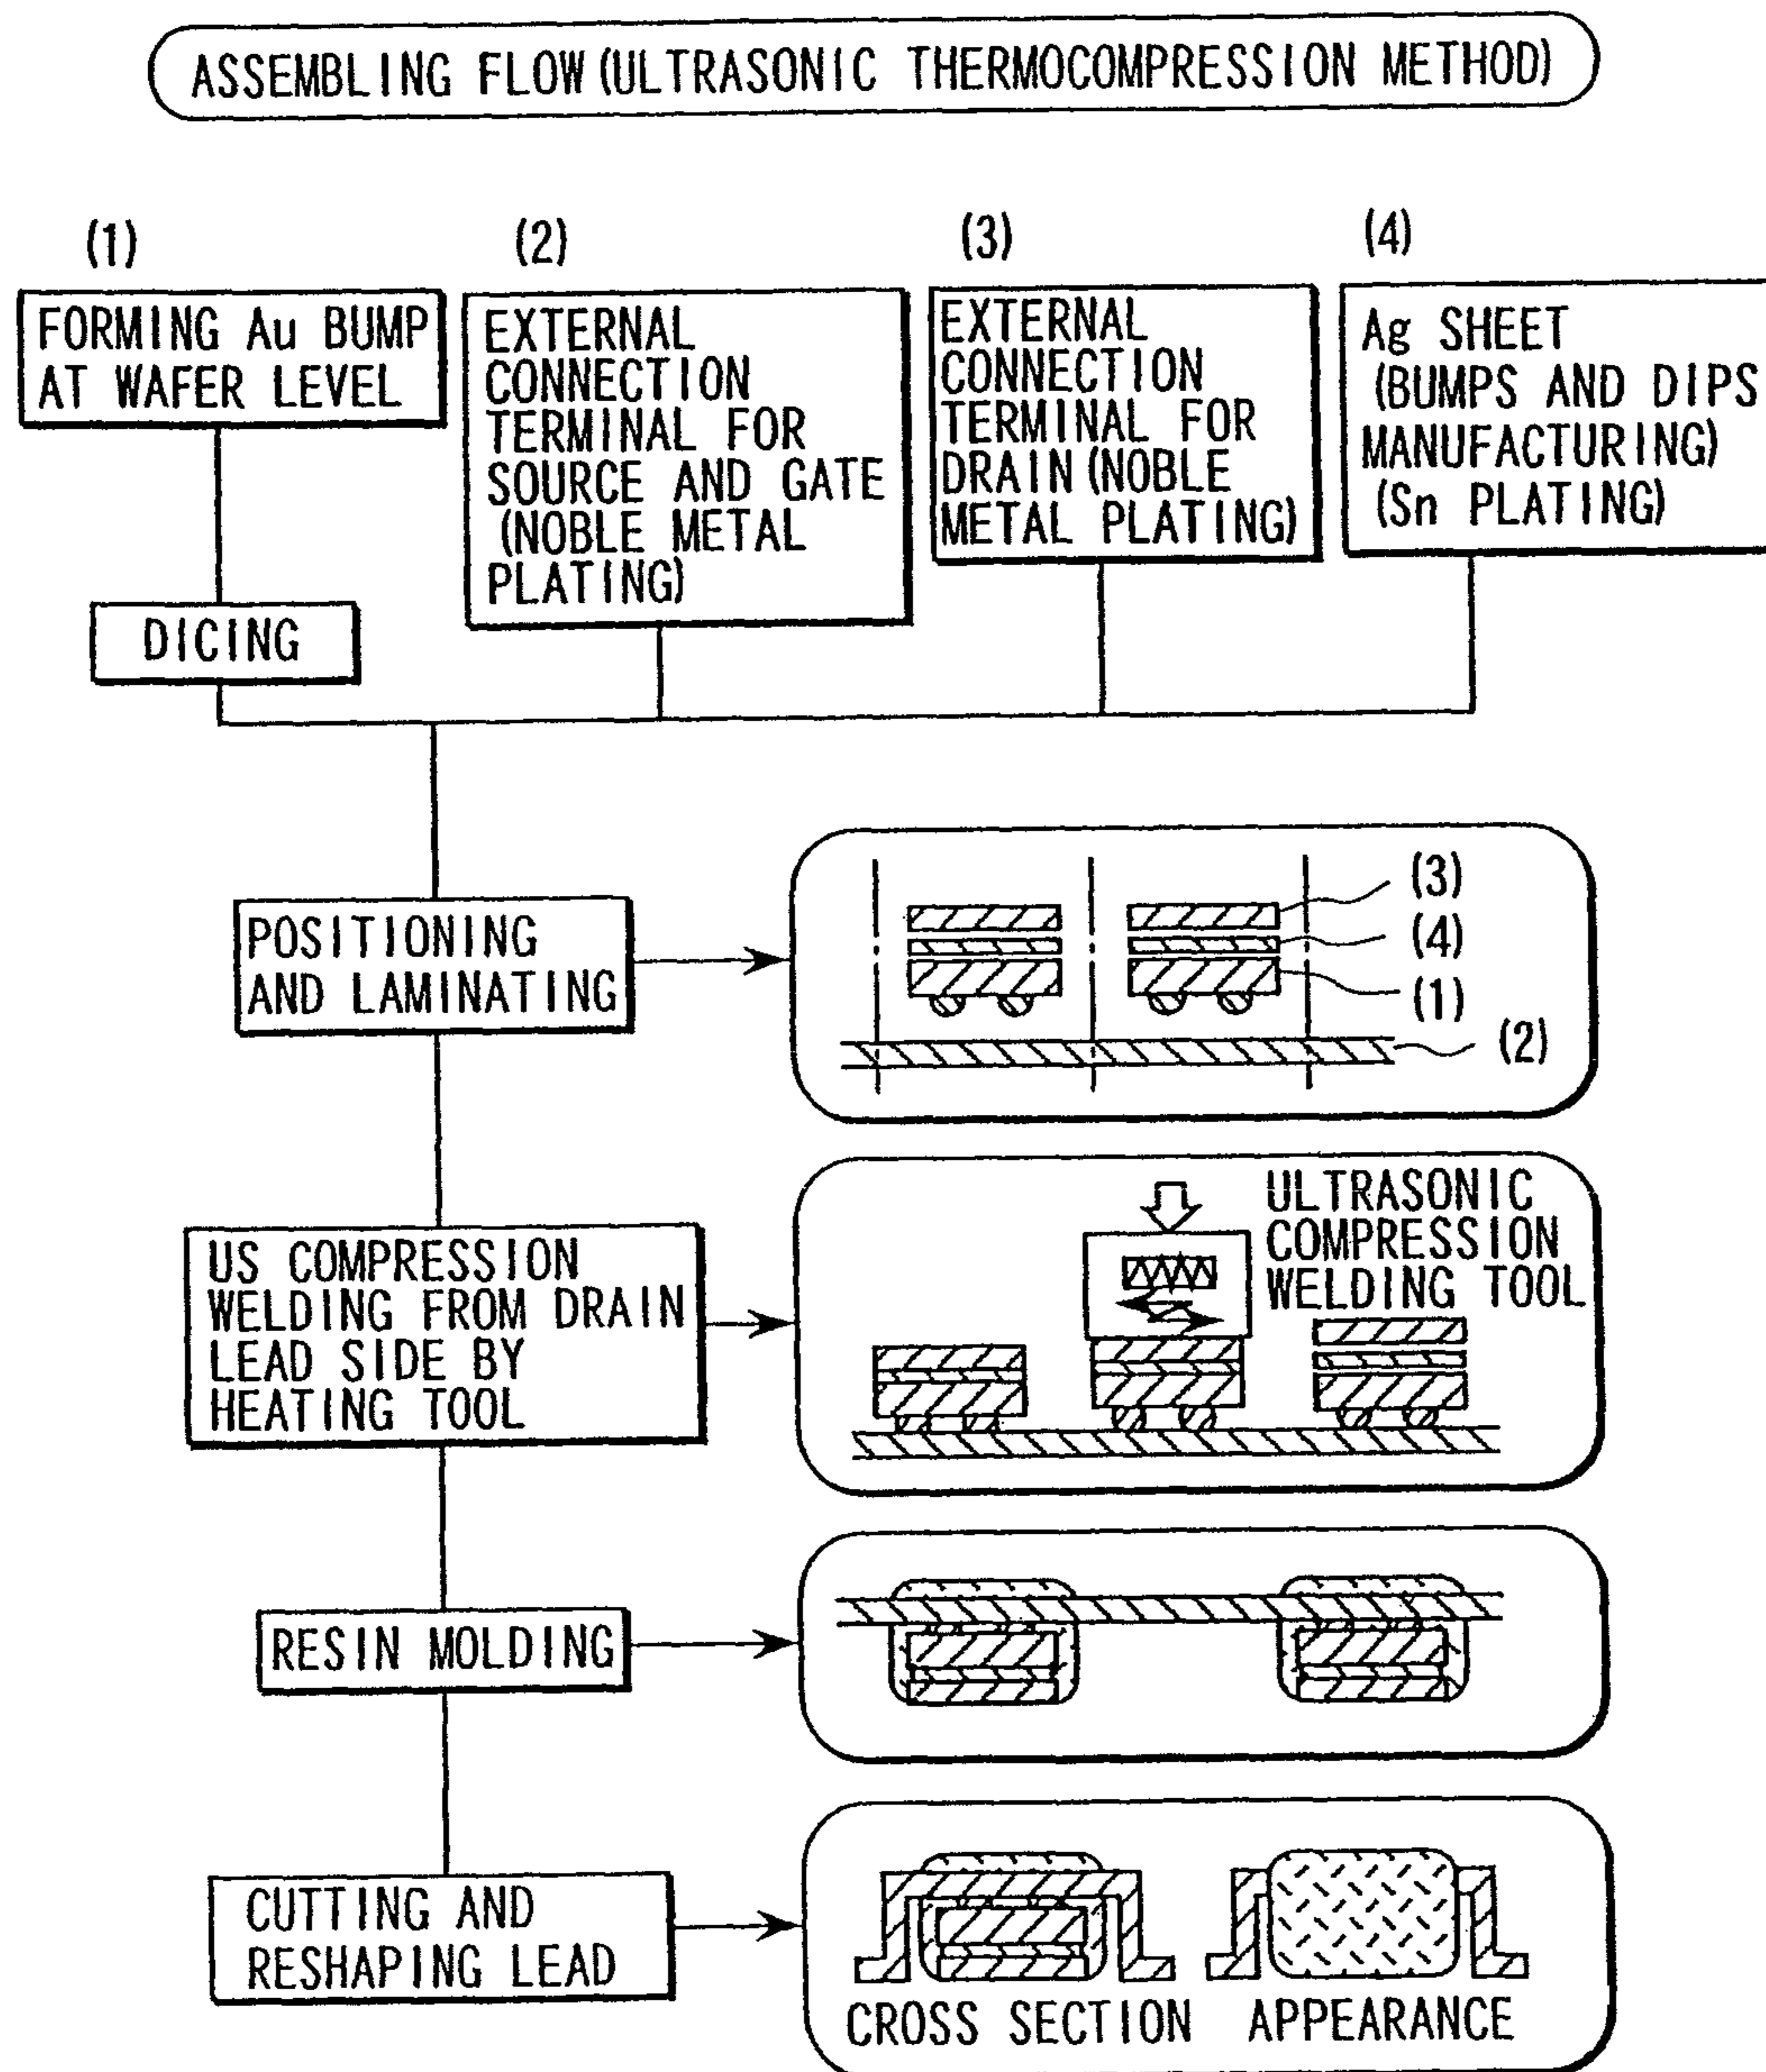 ASSEMBLING FLOW (ULTRASONIC THERMOCOMPRESSION METHOD)
(1)
(2)
(3)
(4)
FORMING Au BUMP
AT WAFER LEVEL
EXTERNAL
CONNECTION
TERMINAL FOR
SOURCE AND GATE
(NOBLE METAL
PLATING)
EXTERNAL
CONNECTION
TERMINAL FOR
DRAIN (NOBLE
METAL PLATING)
Ag SHEET
(BUMPS AND DIPS
MANUFACTURING)
(Sn PLATING)
DICING
POSITIONING
AND LAMINATING
(3)
(4)
(1)
(2)
US COMPRESSION
WELDING FROM DRAIN
LEAD SIDE BY
HEATING TOOL
ULTRASONIC
COMPRESSION
WELDING TOOL
RESIN MOLDING
CUTTING AND
RESHAPING LEAD
CROSS SECTION
APPEARANCE